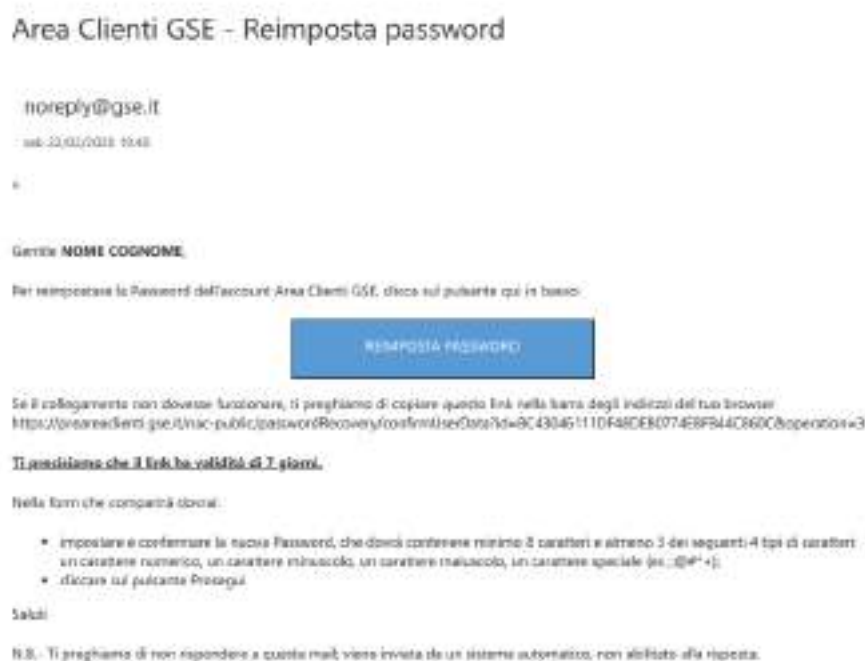 Area Clienti GSE - Reimposta password
noreply@gse.it
Gentile NOME COGNOME,
Per reimpostare la Password dell'account Area Clienti GSE, clicca sul pulsante qui in basso
REIMPOSTA PASSWORD
Se il collegamento non dovesse funzionare, ti preghiamo di copiare questo link nella barra degli indirizzi del tuo browser
Ti precisiamo che il link ha validità di 7 giorni.
Nella form che comparirà dovrai:
• impostare e confermare la nuova Password, che dovrà contenere minimo 8 caratteri e almeno 3 dei seguenti 4 tipi di caratteri
un carattere numerico, un carattere minuscolo, un carattere maiuscolo, un carattere speciale
• cliccare sul pulsante Prosegui
Saluti
N.B. - Ti preghiamo di non rispondere a questa mail; viene inviata da un sistema automatico, non abilitato alla risposta.